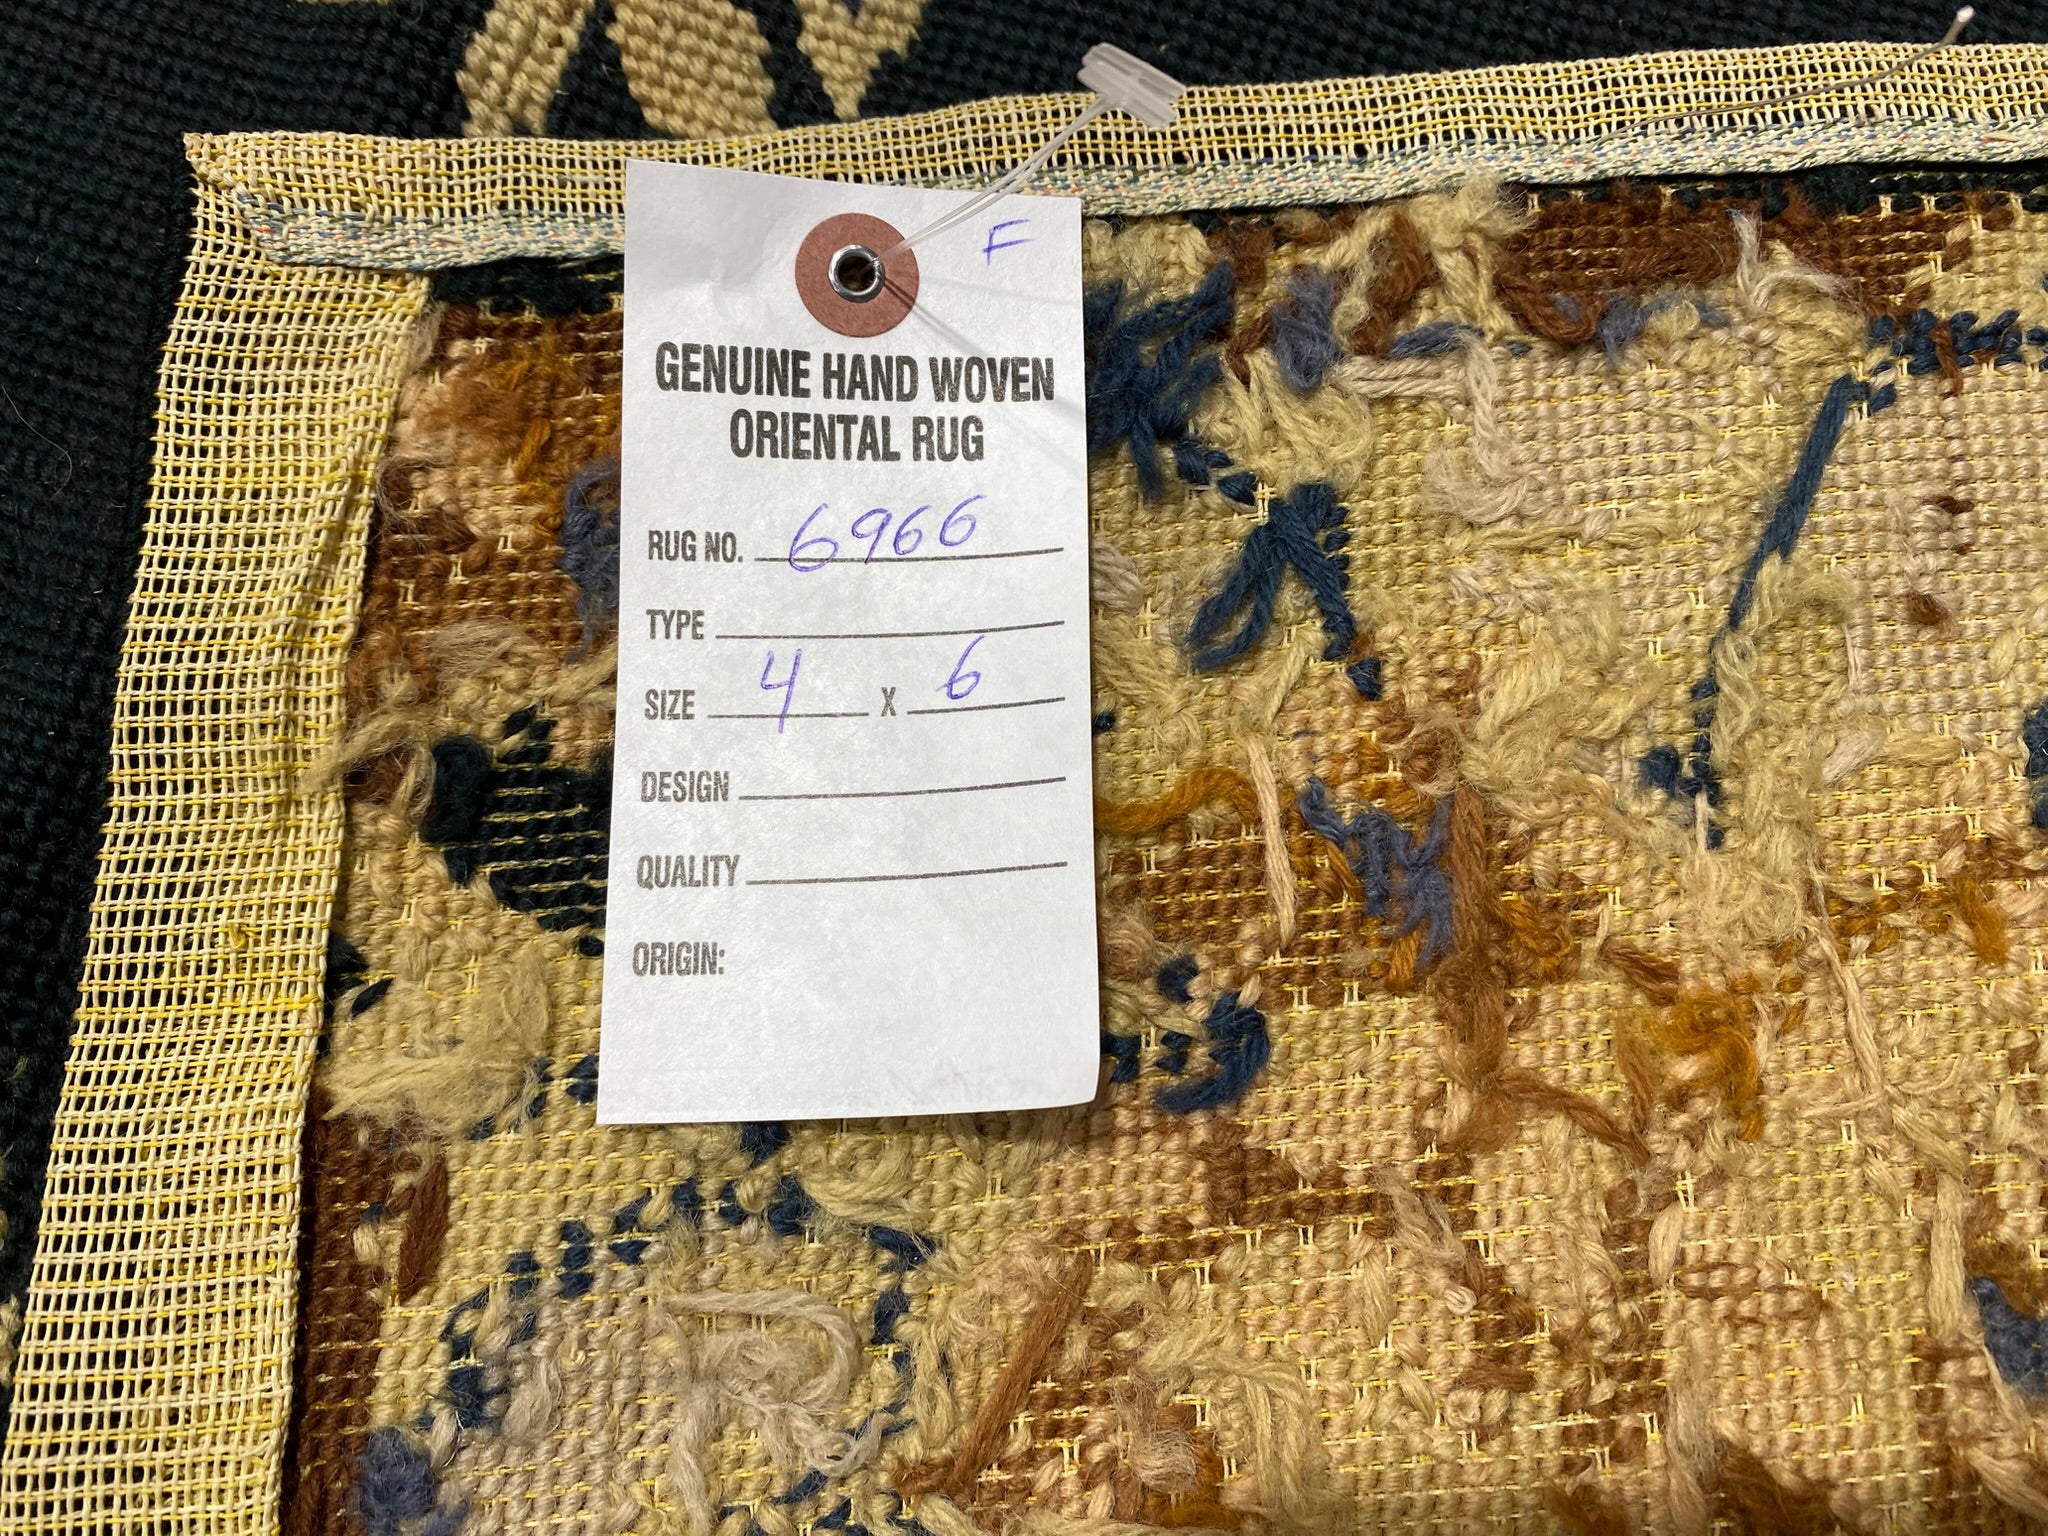 F
GENUINE HAND WOVEN
ORIENTAL RUG
RUG NO. 6966
TYPE
SIZE 4 X 6
DESIGN
QUALITY
ORIGIN: